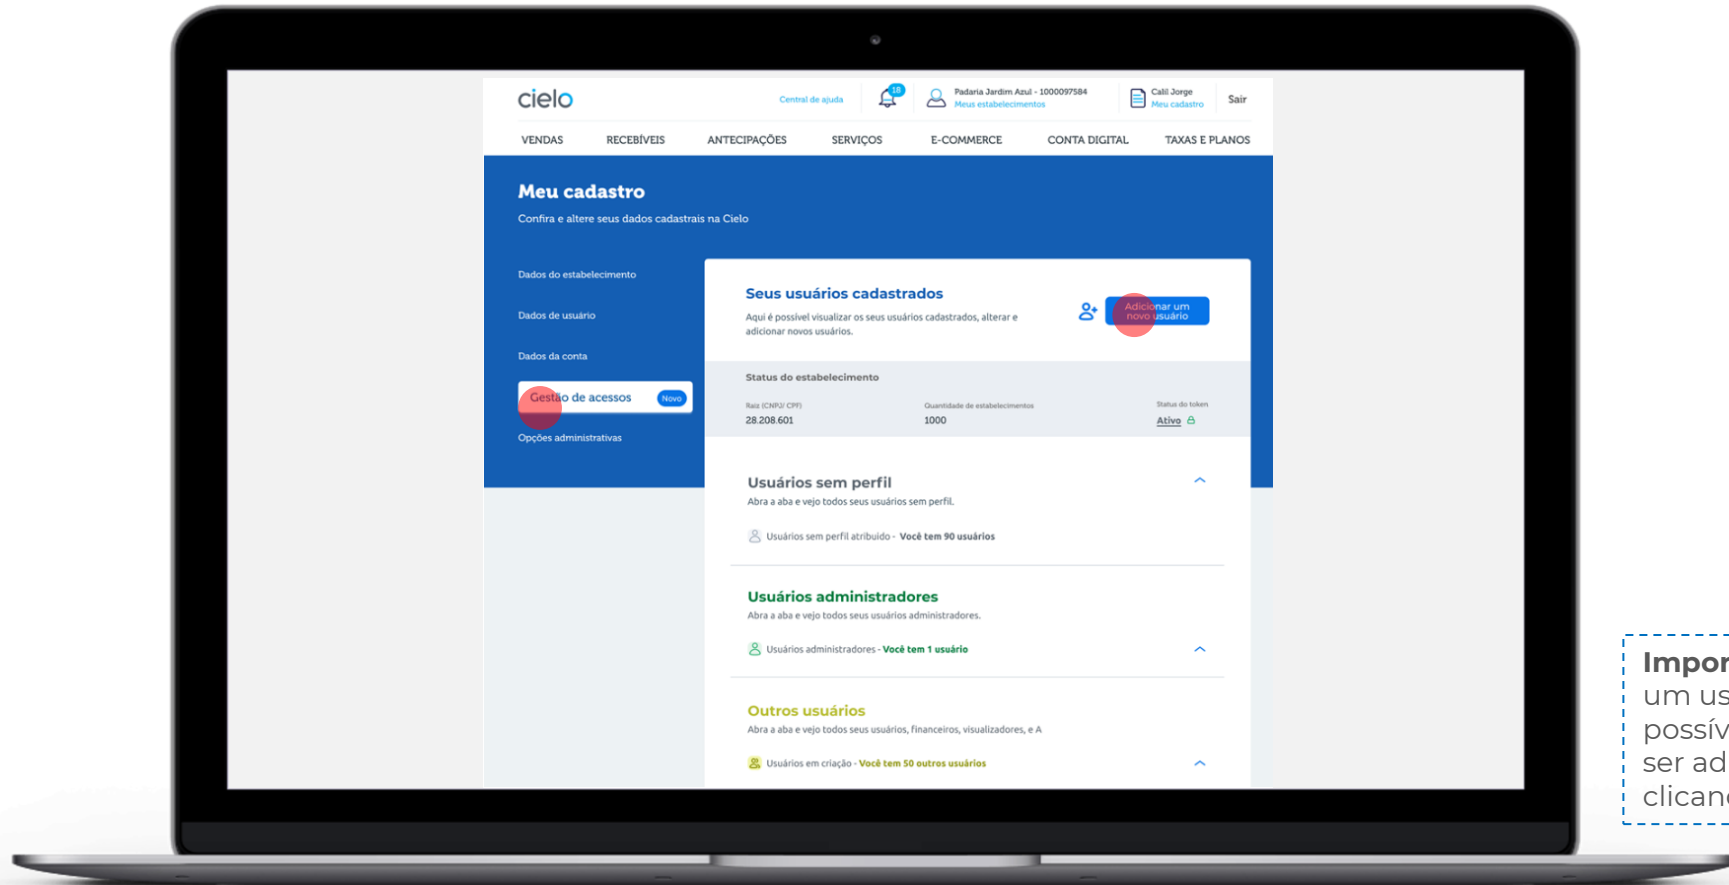 cielo
Central de ajuda
18
Padaria Jardim Azul - 1000097584
Meus estabelecimentos
Calil Jorge
Meu cadastro
Sair
VENDAS RECEBÍVEIS ANTECIPAÇÕES SERVIÇOS E-COMMERCE CONTA DIGITAL TAXAS E PLANOS
Meu cadastro
Confira e altere seus dados cadastrais na Cielo
Dados do estabelecimento
Dados de usuário
Dados da conta
Gestão de acessos Novo
Opções administrativas
Seus usuários cadastrados
Aqui é possível visualizar os seus usuários cadastrados, alterar e
adicionar novos usuários.
Adicionar um
novo usuário
Status do estabelecimento
Raiz (CNPJ/ CPF) Quantidade de estabelecimentos Status do token
28.208.601 1000 Ativo
Usuários sem perfil
Abra a aba e vejo todos seus usuários sem perfil.
Usuários sem perfil atribuido - Você tem 90 usuários
Usuários administradores
Abra a aba e vejo todos seus usuários administradores.
Usuários administradores - Você tem 1 usuário
Outros usuários
Abra a aba e vejo todos seus usuários, financeiros, visualizadores, e A
Usuários em criação - Você tem 50 outros usuários
Impor
um us
possív
ser ad
clican